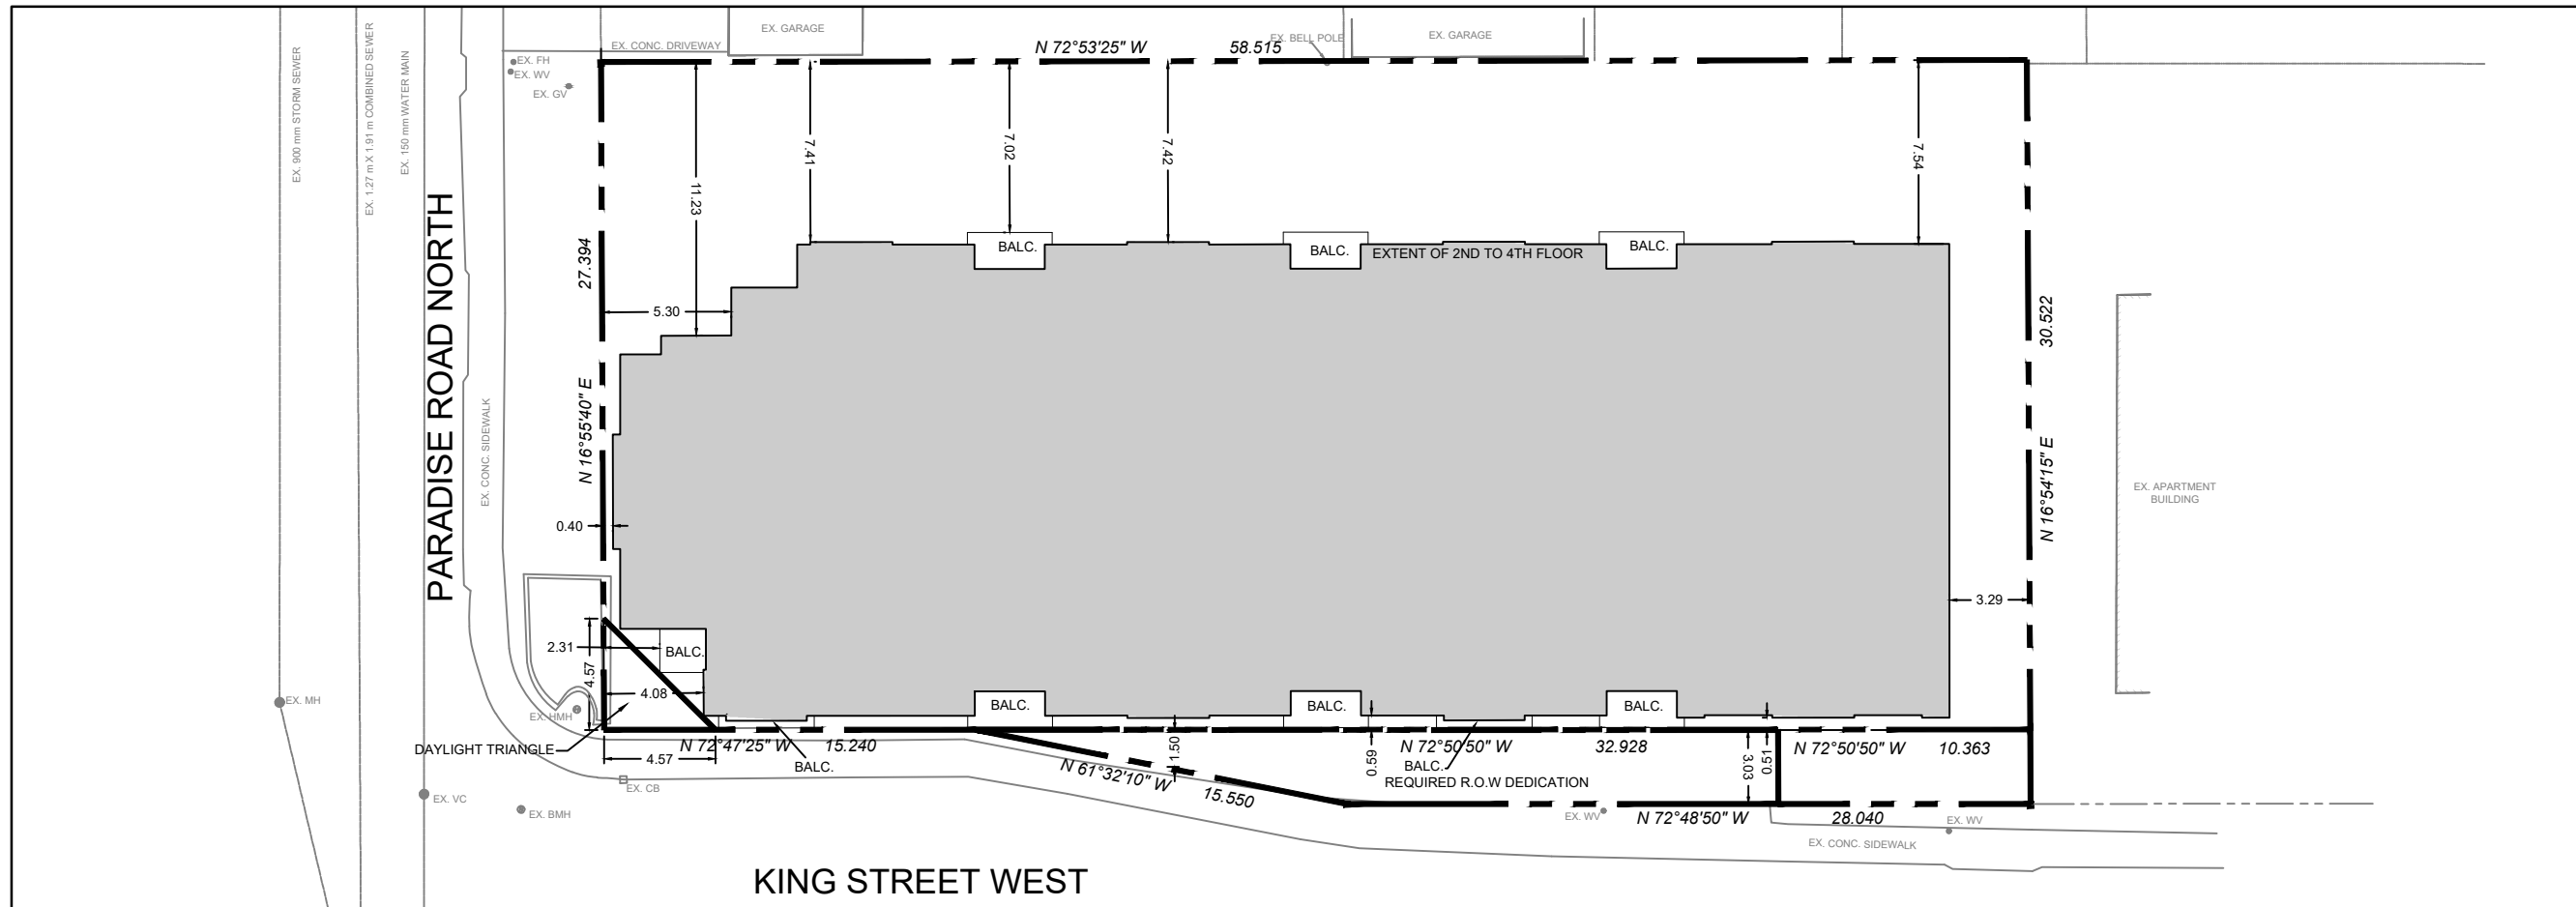 EX. GARAGE
EX. CONC. DRIVEWAY
N 72°53'25" W
58.515
EX. BELL POLE
EX. GARAGE
EX. FH
EX. WV
EX. GV
EX. 900 mm STORM SEWER
EX. 1.27 m X 1.91 m COMBINED SEWER
EX. 150 mm WATER MAIN
PARADISE ROAD NORTH
EX. CONC. SIDEWALK
27.394
N 16°55'40" E
11.23
7.41
7.02
7.42
7.54
BALC.
BALC.
EXTENT OF 2ND TO 4TH FLOOR
BALC.
5.30
30.522
N 16°54'15" E
EX. APARTMENT
BUILDING
0.40
3.29
2.31
4.57
BALC.
4.08
EX. MH
EX. HMH
BALC.
BALC.
BALC.
DAYLIGHT TRIANGLE
4.57
N 72°47'25" W
15.240
BALC.
1.50
0.59
N 72°50'50" W
32.928
3.03
0.51
N 72°50'50" W
10.363
BALC.
REQUIRED R.O.W DEDICATION
N 61°32'10" W
15.550
EX. CB
EX. VC
EX. BMH
EX. WV
N 72°48'50" W
28.040
EX. WV
EX. CONC. SIDEWALK
KING STREET WEST